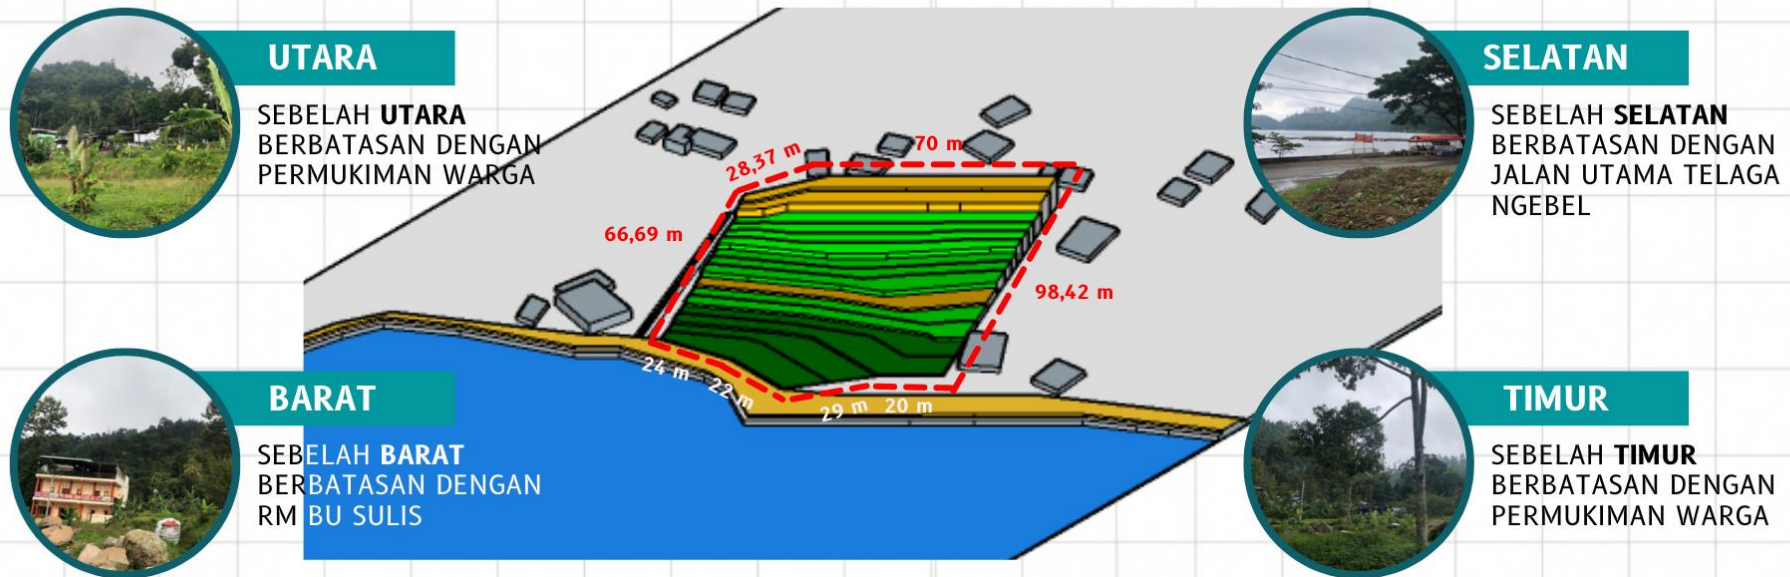 UTARA
SEBELAH UTARA
BERBATASAN DENGAN
PERMUKIMAN WARGA
SELATAN
SEBELAH SELATAN
BERBATASAN DENGAN
JALAN UTAMA TELAGA
NGEBEL
28,37 m
70 m
66,69 m
98,42 m
24 m
22 m
29 m
20 m
BARAT
SEBELAH BARAT
BERBATASAN DENGAN
RM BU SULIS
TIMUR
SEBELAH TIMUR
BERBATASAN DENGAN
PERMUKIMAN WARGA